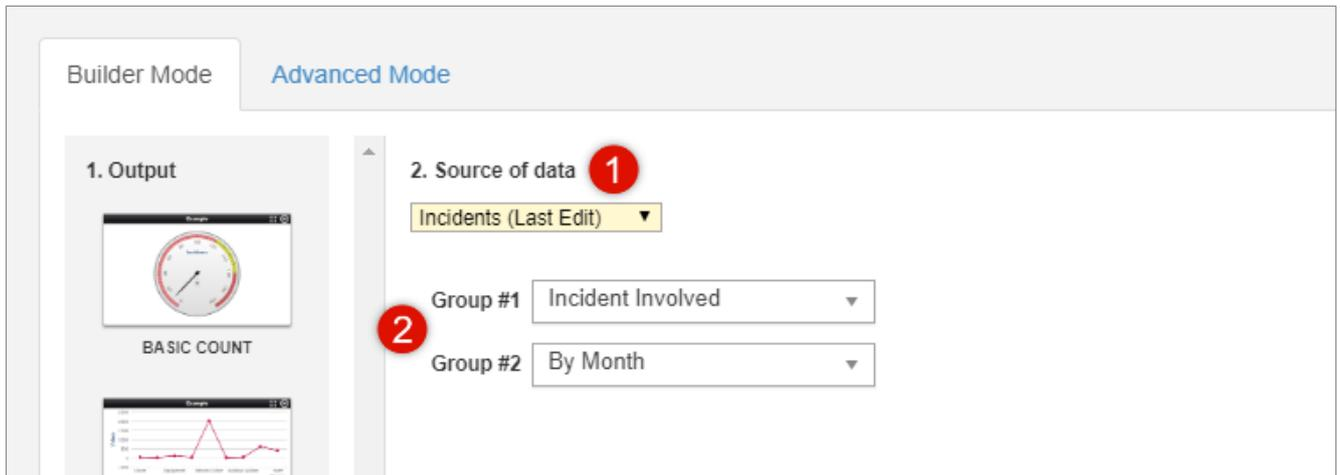 Builder Mode
Advanced Mode
1. Output
2. Source of data
1
Incidents (Last Edit)
BASIC COUNT
2
Group #1
Incident Involved
Group #2
By Month
Example
Example